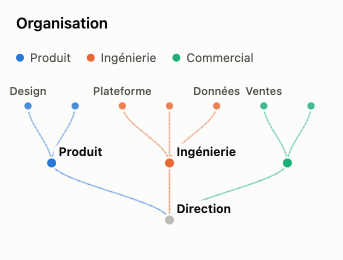 Organisation
Produit Ingénierie Commercial
Design Plateforme Données Ventes
Produit Ingénierie
Direction